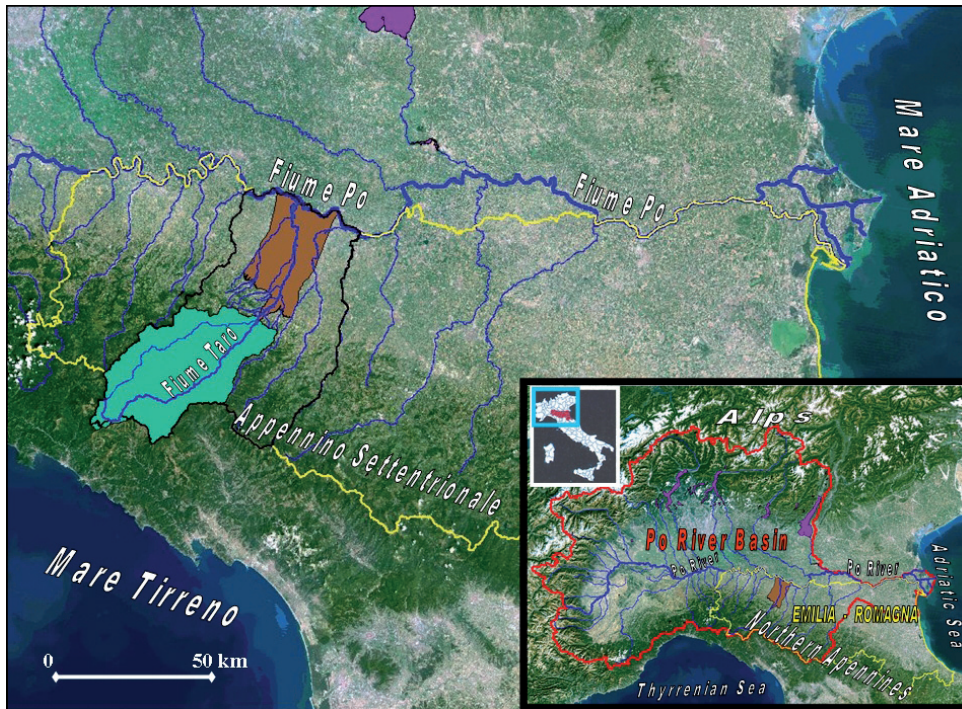 Fiume Po
Fiume Po
Mare Adriatico
Fiume Taro
Appennino Settentrionale
Mare Tirreno
0 50 km
Alps
Po River Basin
Po River
Po River
Adriatic Sea
EMILIA - ROMAGNA
Northern Apennines
Thyrrenian Sea